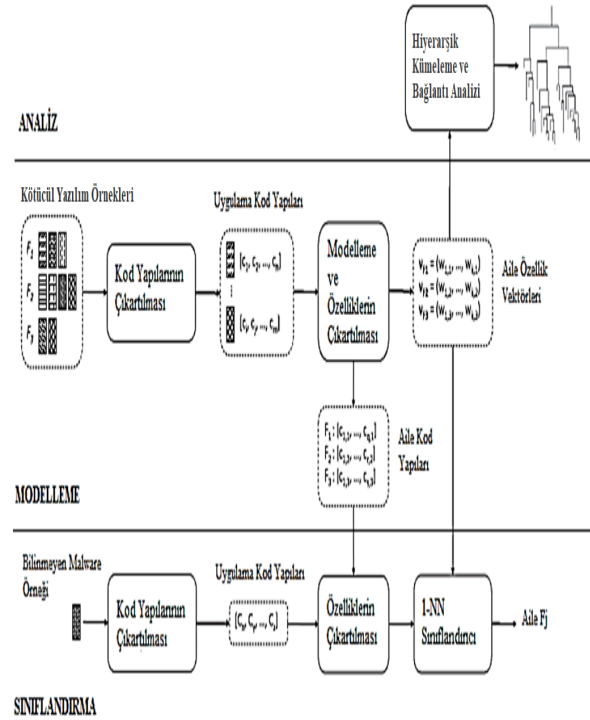 Hiyerarşik
Kümeleme ve
Bağlantı Analizi
ANALİZ
Kötücül Yazılım Örnekleri
F1
F2
F3
Kod Yapılarının
Çıkartılması
Uygulama Kod Yapıları
Modelleme
ve
Özelliklerin
Çıkartılması
Aile Özellik
Vektörleri
Aile Kod
Yapıları
MODELLEME
Bilinmeyen Malware
Örneği
Kod Yapılarının
Çıkartılması
Uygulama Kod Yapıları
Özelliklerin
Çıkartılması
1-NN
Sınıflandırıcı
Aile Fj
SINIFLANDIRMA